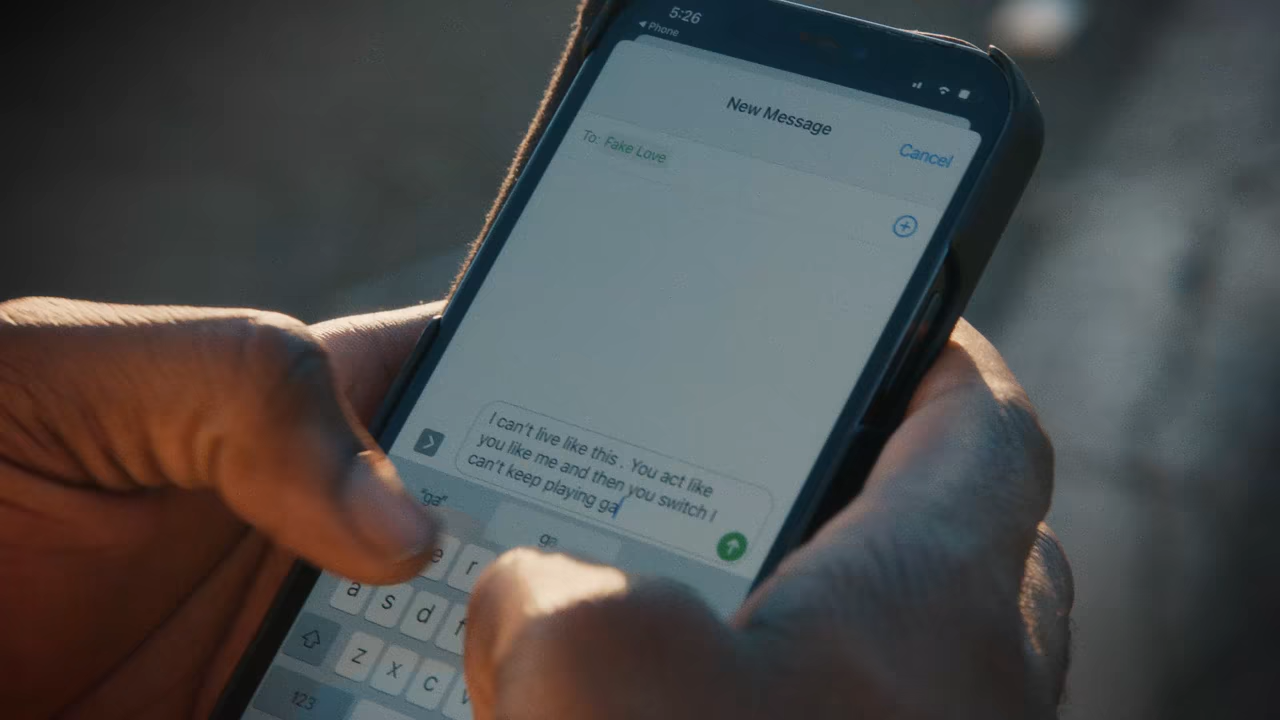 5:26
Phone
New Message
To: Fake Love
Cancel
I can't live like this . You act like
you like me and then you switch I
can't keep playing ga
"ga"
ga
e r
a s d f
z x c
123